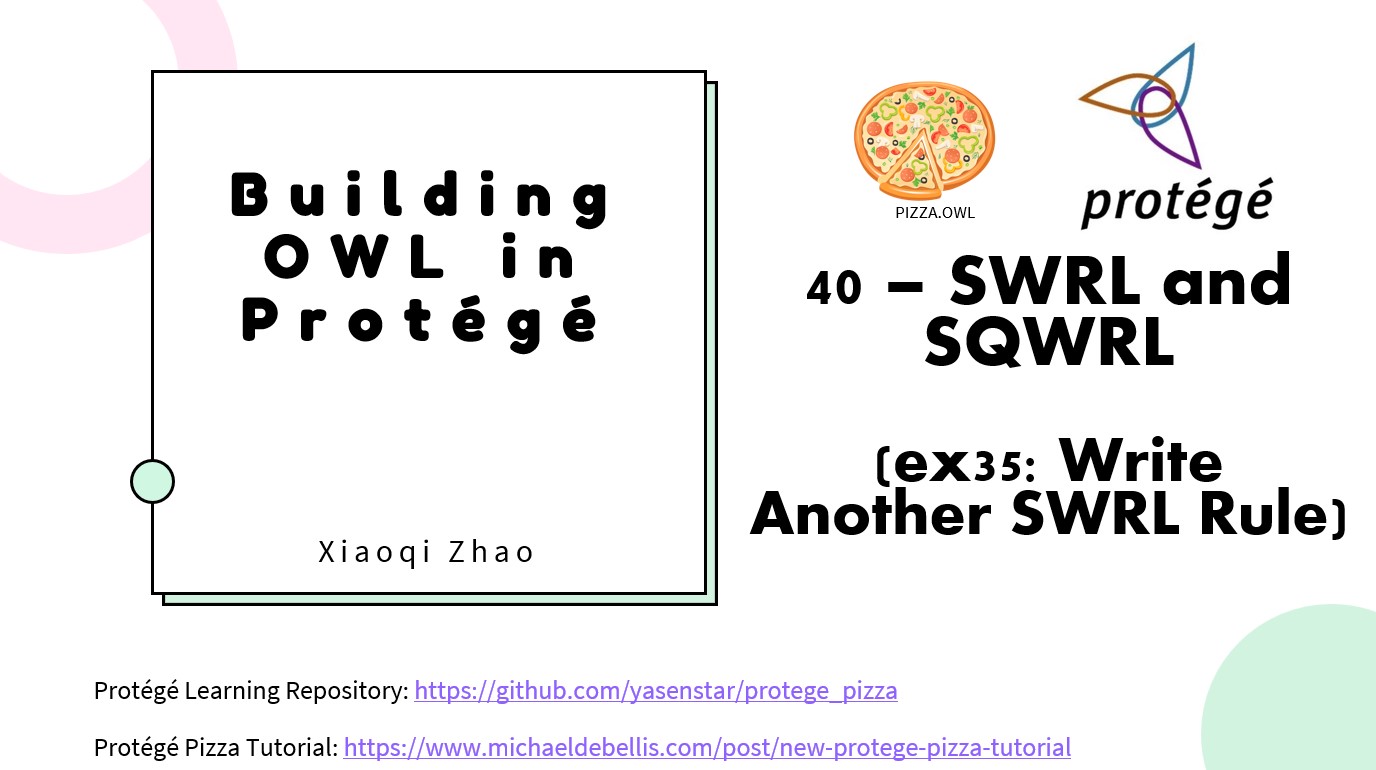 Building
OWL in
Protégé
Xiaoqi Zhao
PIZZA.OWL
protégé
40 – SWRL and
SQWRL
(ex35: Write
Another SWRL Rule)
Protégé Learning Repository: https://github.com/yasenstar/protege_pizza
Protégé Pizza Tutorial: https://www.michaeldebellis.com/post/new-protege-pizza-tutorial